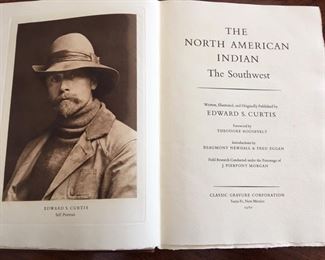 EDWARD S. CURTIS
Self Portrait
THE
NORTH AMERICAN
INDIAN
The Southwest
Written, Illustrated, and Originally Published by
EDWARD S. CURTIS
Foreword by
THEODORE ROOSEVELT
Introductions by
BEAUMONT NEWHALL & FRED EGGAN
Field Research Conducted under the Patronage of
J. PIERPONT MORGAN
CLASSIC GRAVURE CORPORATION
Santa Fe, New Mexico